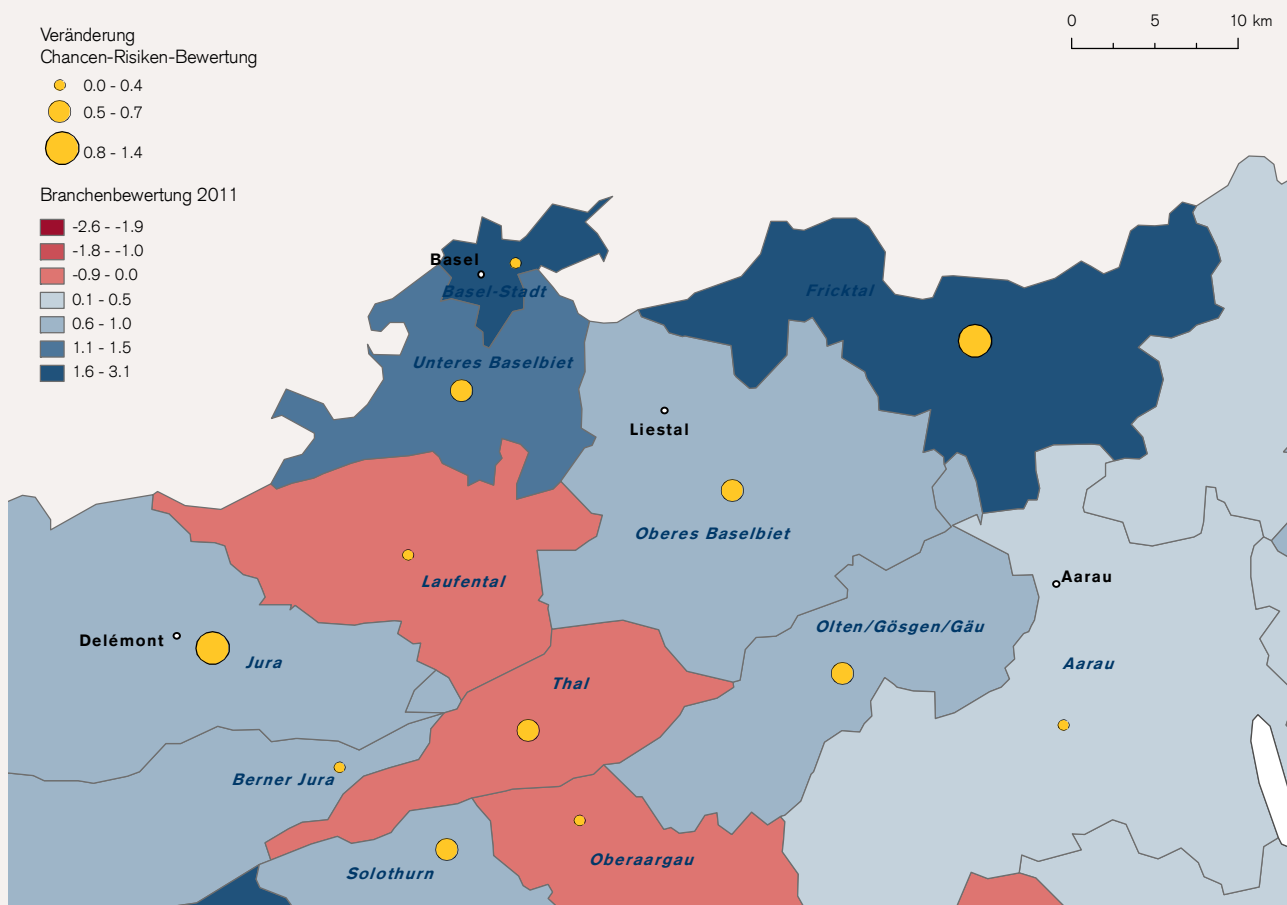 Veränderung
Chancen-Risiken-Bewertung
0.0 - 0.4
0.5 - 0.7
0.8 - 1.4
Branchenbewertung 2011
-2.6 - -1.9
-1.8 - -1.0
-0.9 - 0.0
0.1 - 0.5
0.6 - 1.0
1.1 - 1.5
1.6 - 3.1
0 5 10 km
Basel
Basel-Stadt
Fricktal
Unteres Baselbiet
Liestal
Oberes Baselbiet
Laufental
Aarau
Olten/Gösgen/Gäu
Delémont
Jura
Aarau
Thal
Berner Jura
Solothurn
Oberaargau